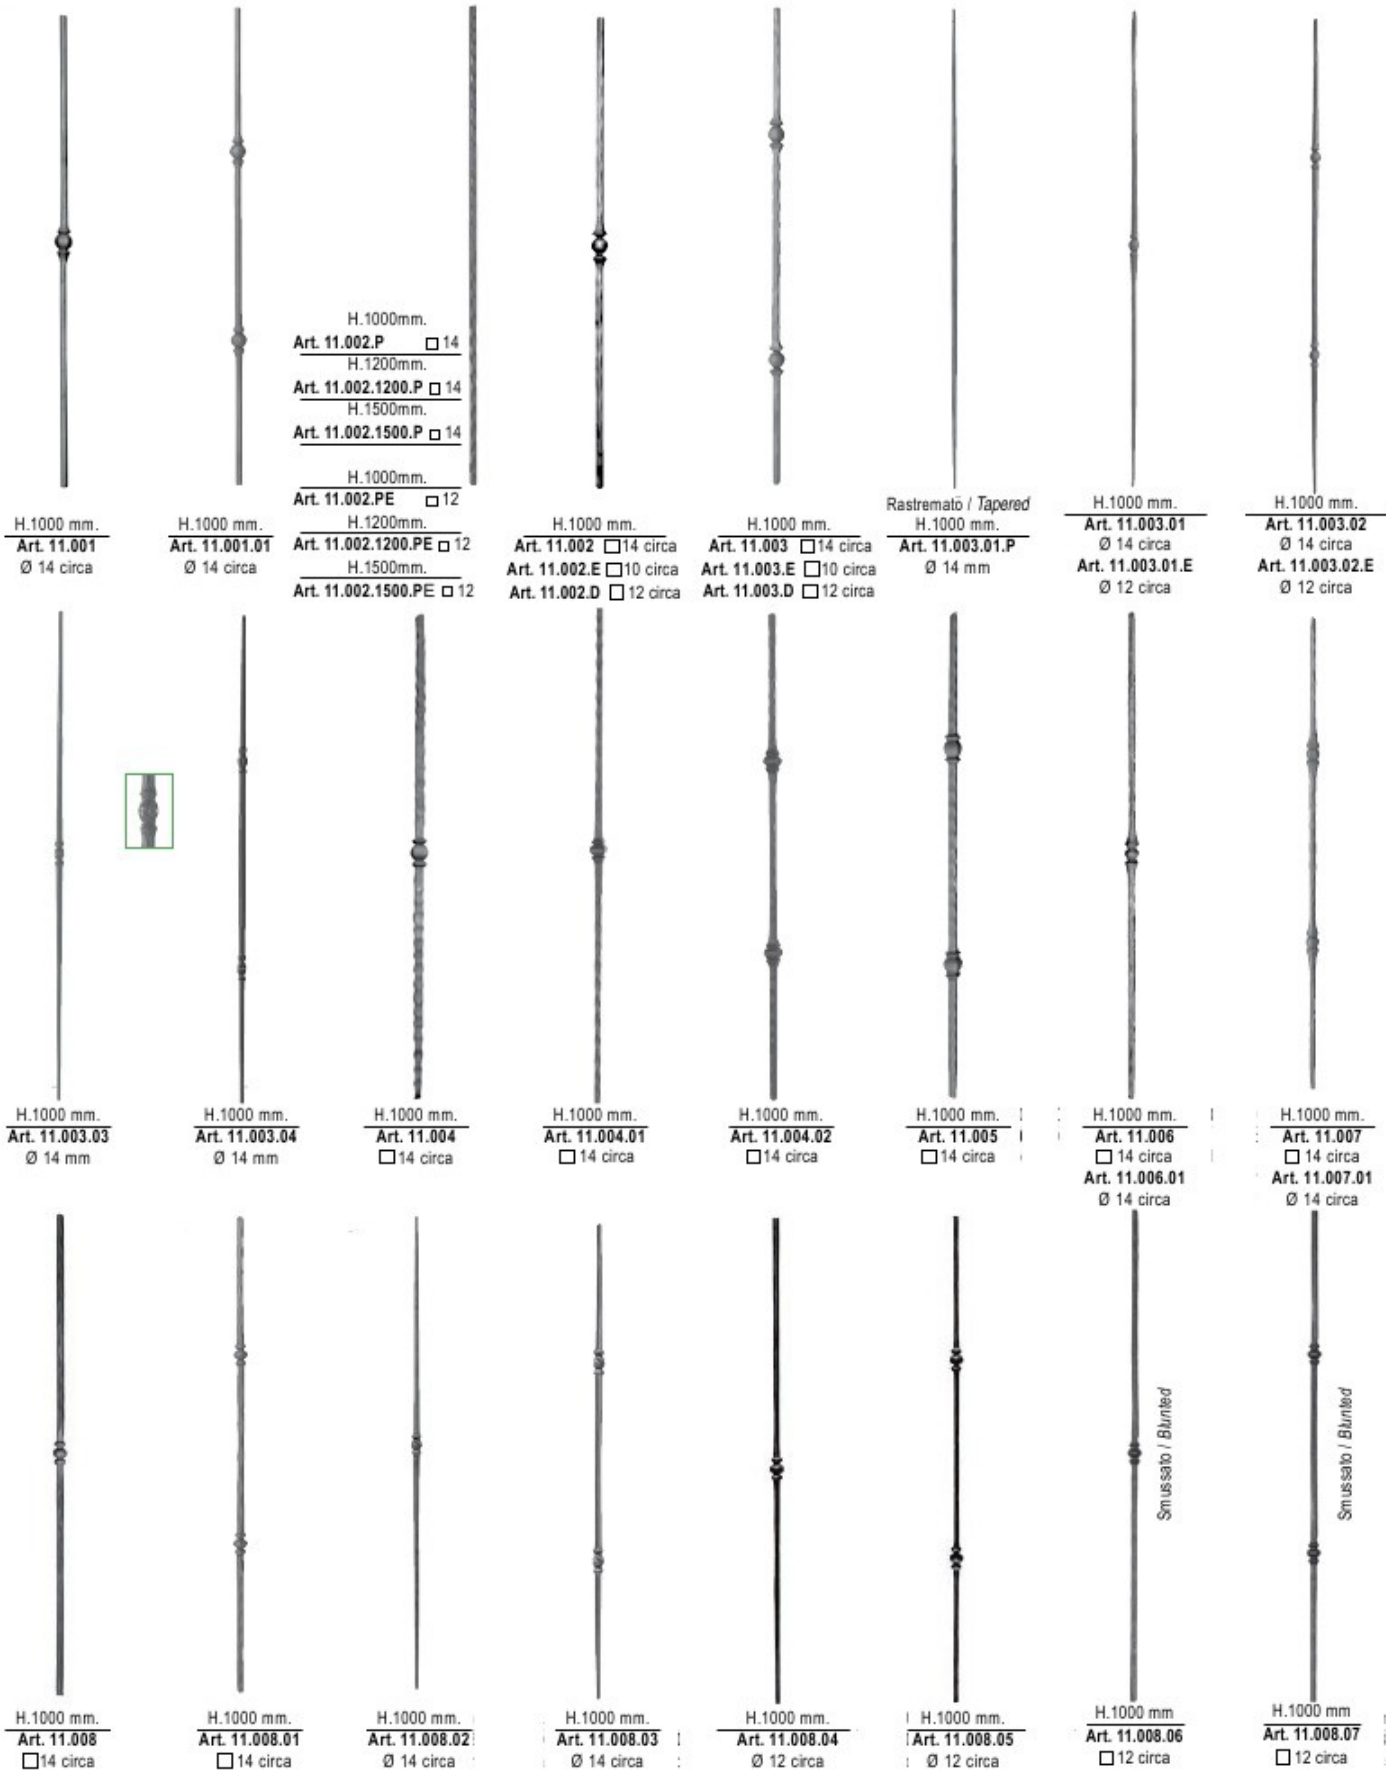 H.1000 mm.
Art. 11.001
Ø 14 circa
H.1000 mm.
Art. 11.001.01
Ø 14 circa
H.1000mm.
Art. 11.002.P □ 14
H.1200mm.
Art. 11.002.1200.P □ 14
H.1500mm.
Art. 11.002.1500.P □ 14
H.1000mm.
Art. 11.002.PE □ 12
H.1200mm.
Art. 11.002.1200.PE □ 12
H.1500mm.
Art. 11.002.1500.PE □ 12
H.1000 mm.
Art. 11.002 □ 14 circa
Art. 11.002.E □ 10 circa
Art. 11.002.D □ 12 circa
H.1000 mm.
Art. 11.003 □ 14 circa
Art. 11.003.E □ 10 circa
Art. 11.003.D □ 12 circa
Rastremato / Tapered
H.1000 mm.
Art. 11.003.01.P
Ø 14 mm
H.1000 mm.
Art. 11.003.01
Ø 14 circa
Art. 11.003.01.E
Ø 12 circa
H.1000 mm.
Art. 11.003.02
Ø 14 circa
Art. 11.003.02.E
Ø 12 circa
H.1000 mm.
Art. 11.003.03
Ø 14 mm
H.1000 mm.
Art. 11.003.04
Ø 14 mm
H.1000 mm.
Art. 11.004
□ 14 circa
H.1000 mm.
Art. 11.004.01
□ 14 circa
H.1000 mm.
Art. 11.004.02
□ 14 circa
H.1000 mm.
Art. 11.005
□ 14 circa
H.1000 mm.
Art. 11.006
□ 14 circa
Art. 11.006.01
Ø 14 circa
H.1000 mm.
Art. 11.007
□ 14 circa
Art. 11.007.01
Ø 14 circa
H.1000 mm.
Art. 11.008
□ 14 circa
H.1000 mm.
Art. 11.008.01
□ 14 circa
H.1000 mm.
Art. 11.008.02
Ø 14 circa
H.1000 mm.
Art. 11.008.03
Ø 14 circa
H.1000 mm.
Art. 11.008.04
Ø 12 circa
H.1000 mm.
Art. 11.008.05
Ø 12 circa
Smussato / Blunted
H.1000 mm
Art. 11.008.06
□ 12 circa
Smussato / Blunted
H.1000 mm
Art. 11.008.07
□ 12 circa